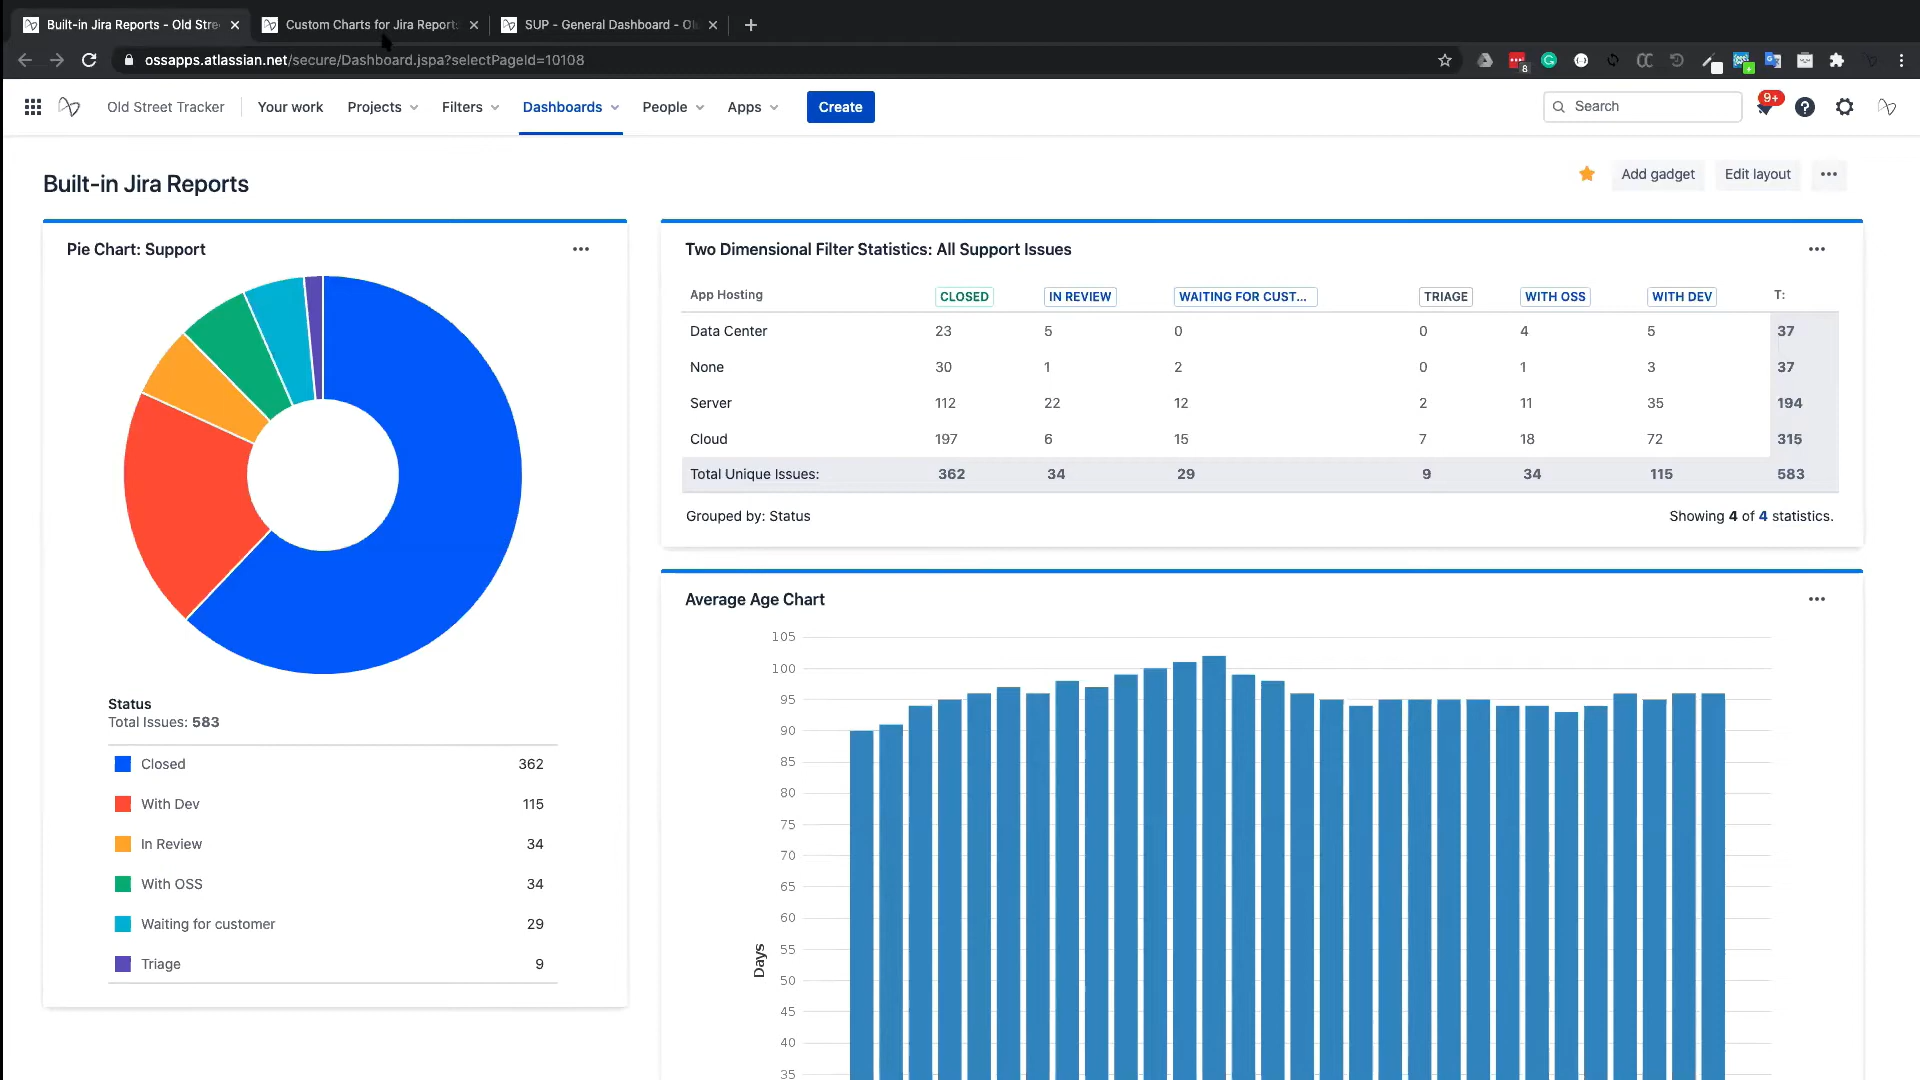 Built-in Jira Reports - Old Stre
Custom Charts for Jira Report
SUP - General Dashboard - Ol
ossapps.atlassian.net/secure/Dashboard.jspa?selectPageId=10108
8
Old Street Tracker
Your work
Projects
Filters
Dashboards
People
Apps
Create
Search
9+
Built-in Jira Reports
Add gadget
Edit layout
Pie Chart: Support
Status
Total Issues: 583
Closed 362
With Dev 115
In Review 34
With OSS 34
Waiting for customer 29
Triage 9
Two Dimensional Filter Statistics: All Support Issues
App Hosting CLOSED IN REVIEW WAITING FOR CUST... TRIAGE WITH OSS WITH DEV T:
Data Center 23 5 0 0 4 5 37
None 30 1 2 0 1 3 37
Server 112 22 12 2 11 35 194
Cloud 197 6 15 7 18 72 315
Total Unique Issues: 362 34 29 9 34 115 583
Grouped by: Status
Showing 4 of 4 statistics.
Average Age Chart
105
100
95
90
85
80
75
70
65
60
55
50
45
40
35
Days